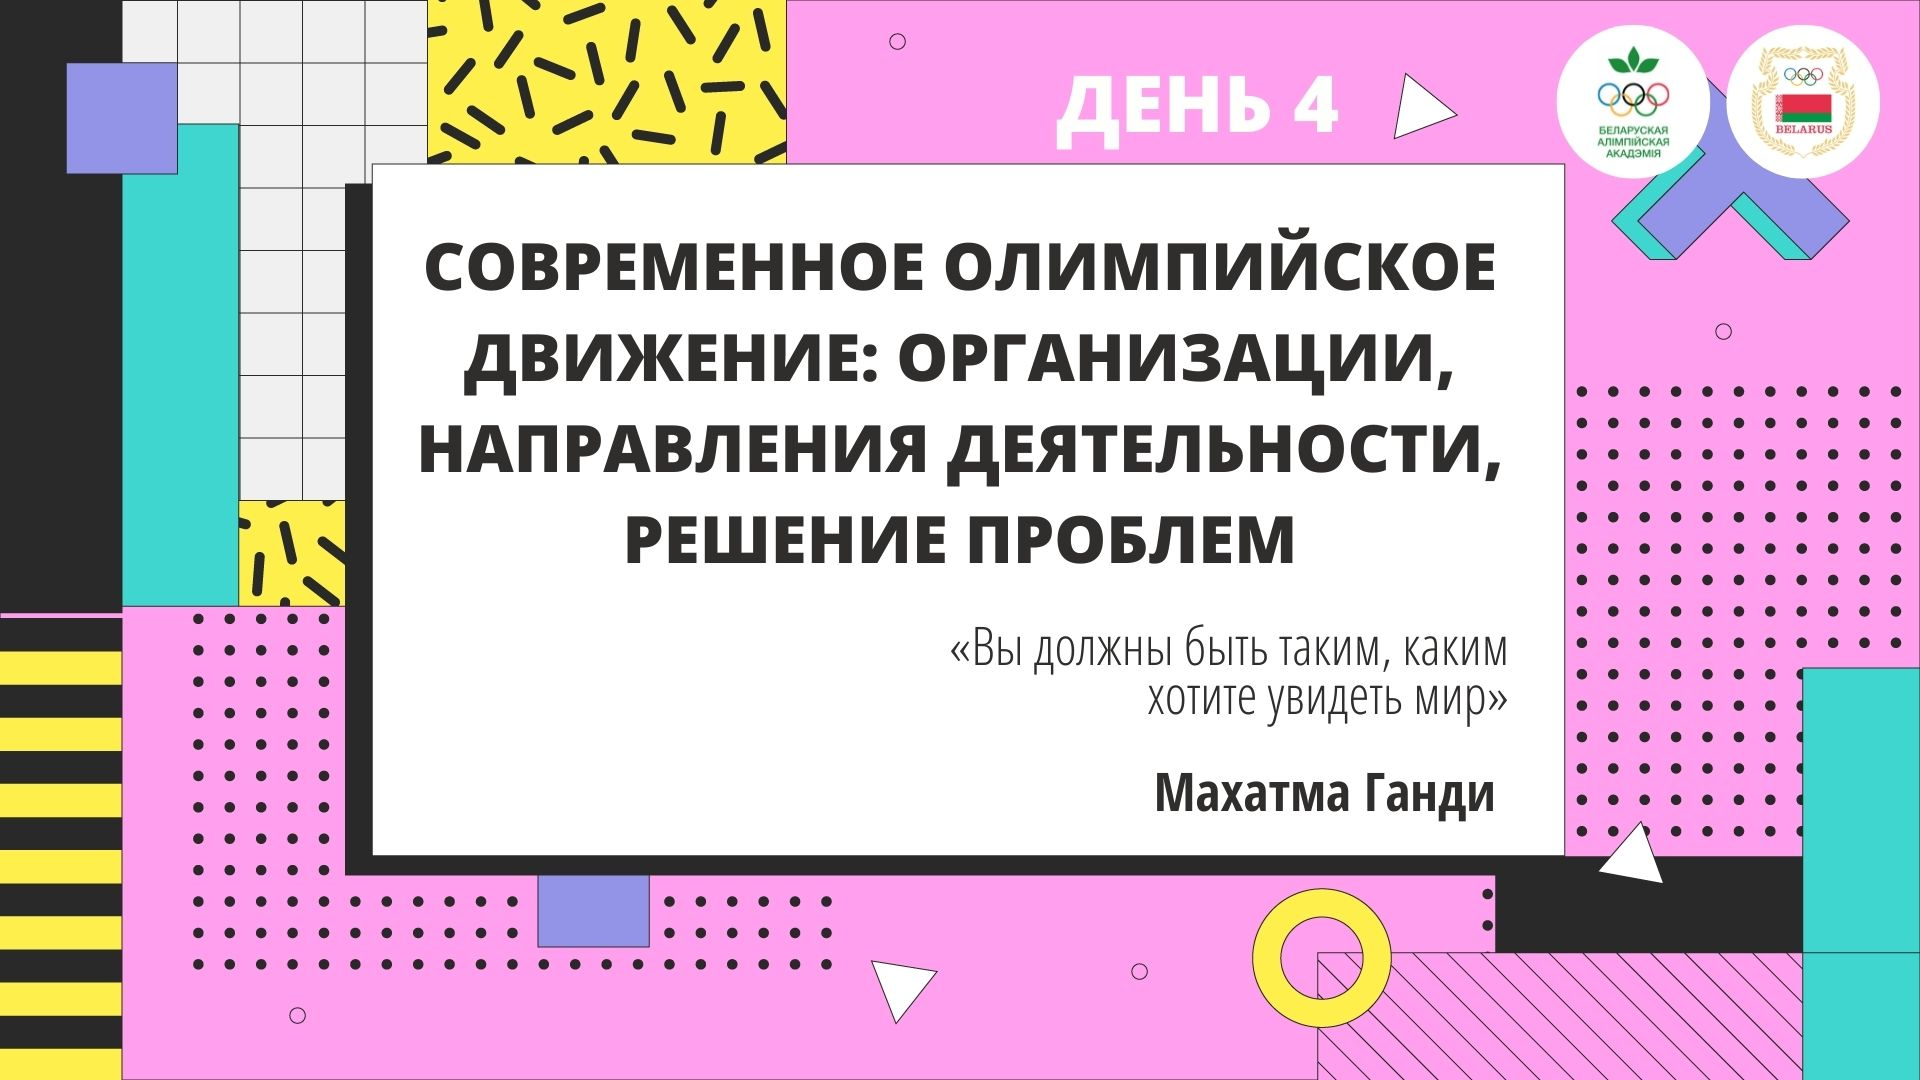 ДЕНЬ 4
БЕЛАРУСКАЯ
АЛІМПІЙСКАЯ
АКАДЭМІЯ
BELARUS
СОВРЕМЕННОЕ ОЛИМПИЙСКОЕ
ДВИЖЕНИЕ: ОРГАНИЗАЦИИ,
НАПРАВЛЕНИЯ ДЕЯТЕЛЬНОСТИ,
РЕШЕНИЕ ПРОБЛЕМ
«Вы должны быть таким, каким
хотите увидеть мир»
Махатма Ганди